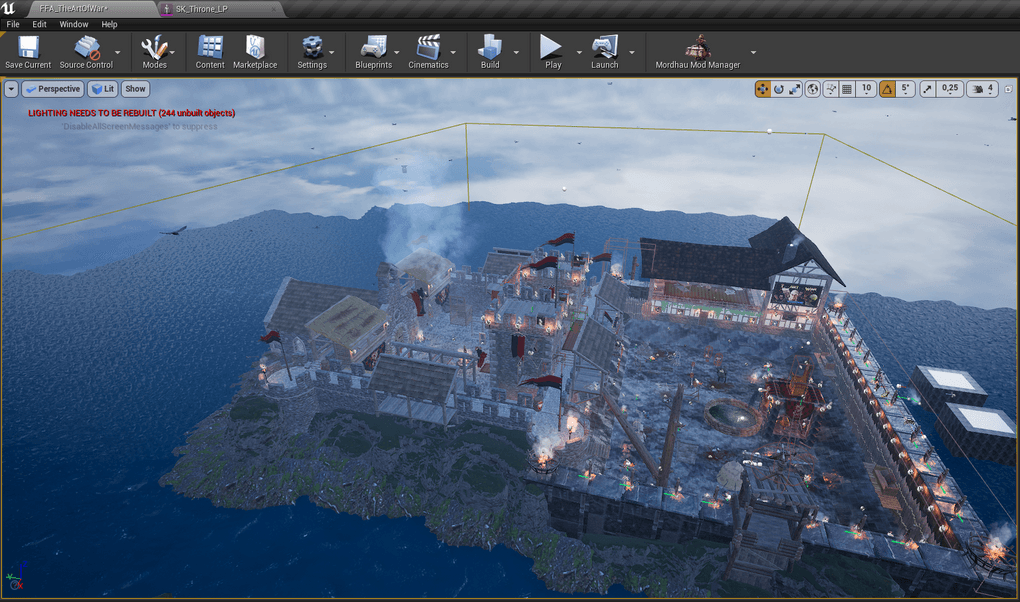 FFA_TheArtOfWar*
SK_Throne_LP
File Edit Window Help
Save Current Source Control Modes Content Marketplace Settings Blueprints Cinematics Build Play Launch Mordhau Mod Manager
Perspective Lit Show 10 5° 0,25 4
LIGHTING NEEDS TO BE REBUILT (244 unbuilt objects)
'DisableAllScreenMessages' to suppress